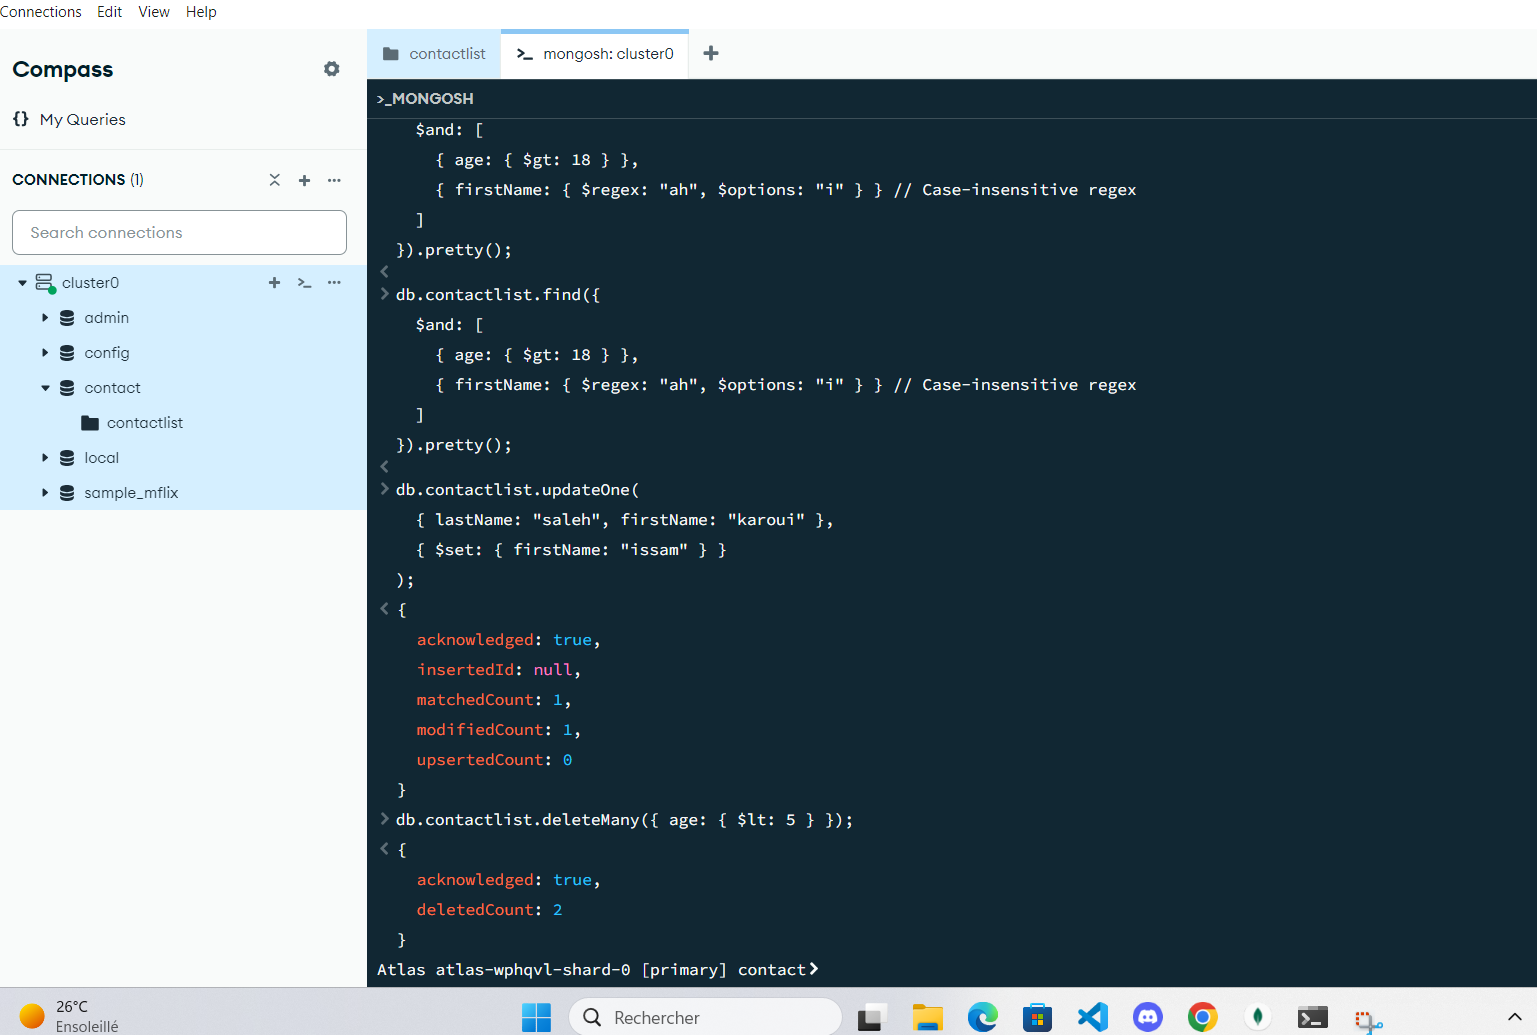 Connections Edit View Help
Compass
{} My Queries
CONNECTIONS (1)
Search connections
cluster0
admin
config
contact
contactlist
local
sample_mflix
contactlist
>_ mongosh: cluster0
>_MONGOSH
$and: [
{ age: { $gt: 18 } },
{ firstName: { $regex: "ah", $options: "i" } } // Case-insensitive regex
]
}).pretty();
<
> db.contactlist.find({
$and: [
{ age: { $gt: 18 } },
{ firstName: { $regex: "ah", $options: "i" } } // Case-insensitive regex
]
}).pretty();
<
> db.contactlist.updateOne(
{ lastName: "saleh", firstName: "karoui" },
{ $set: { firstName: "issam" } }
);
< {
acknowledged: true,
insertedId: null,
matchedCount: 1,
modifiedCount: 1,
upsertedCount: 0
}
> db.contactlist.deleteMany({ age: { $lt: 5 } });
< {
acknowledged: true,
deletedCount: 2
}
Atlas atlas-wphqvl-shard-0 [primary] contact>
26°C
Ensoleillé
Rechercher